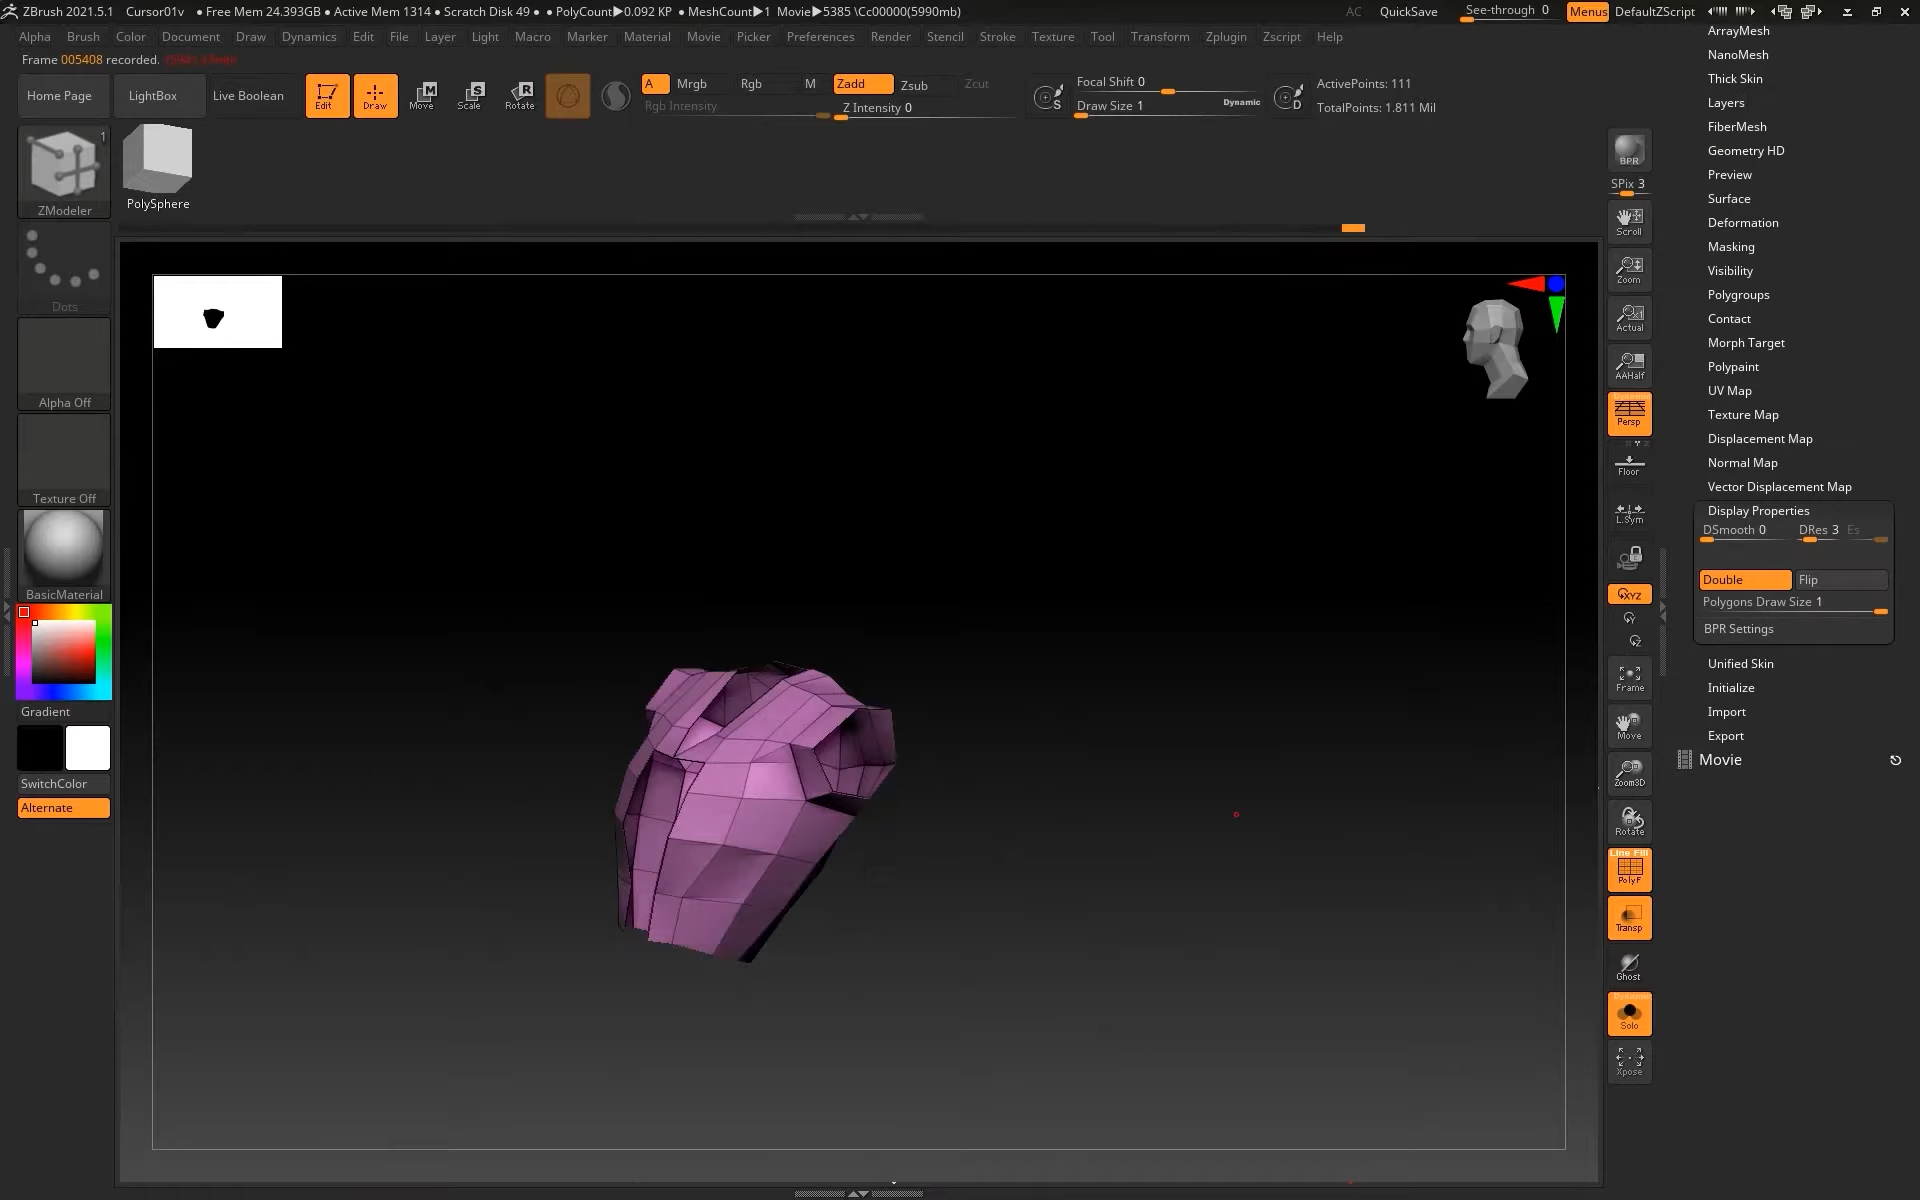 ZBrush 2021.5.1 Cursor01v • Free Mem 24.393GB • Active Mem 1314 • Scratch Disk 49 • • PolyCount▶0.092 KP • MeshCount▶1 Movie▶5385 \Cc00000(5990mb) AC QuickSave See-through 0 Menus DefaultZScript
Alpha Brush Color Document Draw Dynamics Edit File Layer Light Macro Marker Material Movie Picker Preferences Render Stencil Stroke Texture Tool Transform Zplugin Zscript Help
Frame 005408 recorded.
Home Page LightBox Live Boolean Edit Draw Move Scale Rotate
A Mrgb Rgb M Zadd Zsub Zcut
Rgb Intensity Z Intensity 0
S Focal Shift 0
Draw Size 1 Dynamic
D ActivePoints: 111
TotalPoints: 1.811 Mil
1
ZModeler
PolySphere
Dots
Alpha Off
Texture Off
BasicMaterial
Gradient
SwitchColor
Alternate
BPR
SPix 3
Scroll
Zoom
Actual
AAHalf
Dynamic
Persp
Floor
L.Sym
XYZ
Y
Z
Frame
Move
Zoom3D
Rotate
Line Fill
PolyF
Transp
Ghost
Dynamic
Solo
Xpose
ArrayMesh
NanoMesh
Thick Skin
Layers
FiberMesh
Geometry HD
Preview
Surface
Deformation
Masking
Visibility
Polygroups
Contact
Morph Target
Polypaint
UV Map
Texture Map
Displacement Map
Normal Map
Vector Displacement Map
Display Properties
DSmooth 0 DRes 3 Es
Double Flip
Polygons Draw Size 1
BPR Settings
Unified Skin
Initialize
Import
Export
Movie